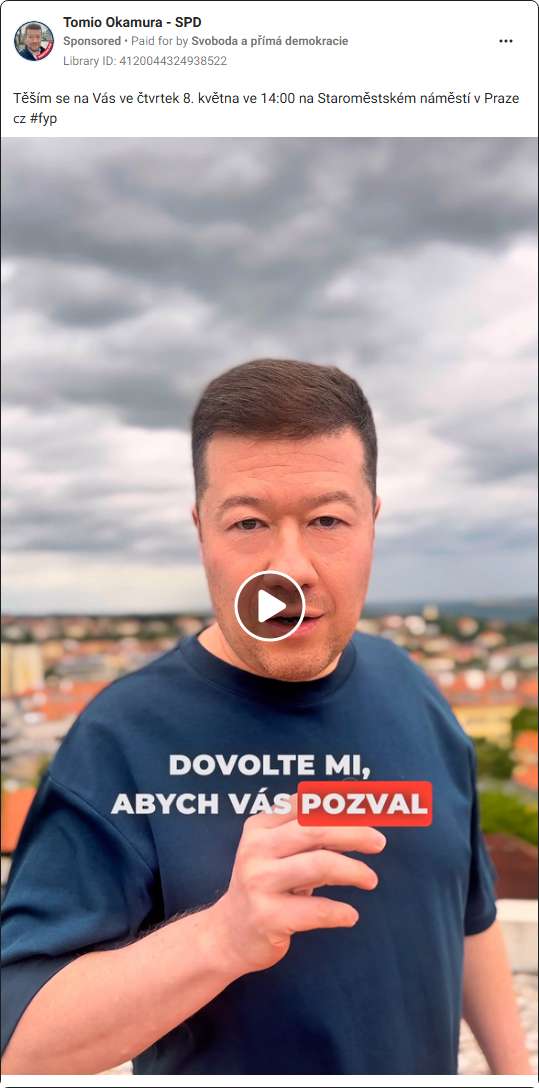 Tomio Okamura - SPD
Sponsored • Paid for by Svoboda a přímá demokracie
Library ID: 4120044324938522
Těším se na Vás ve čtvrtek 8. května ve 14:00 na Staroměstském náměstí v Praze
cz #fyp
DOVOLTE MI,
ABYCH VÁS POZVAL